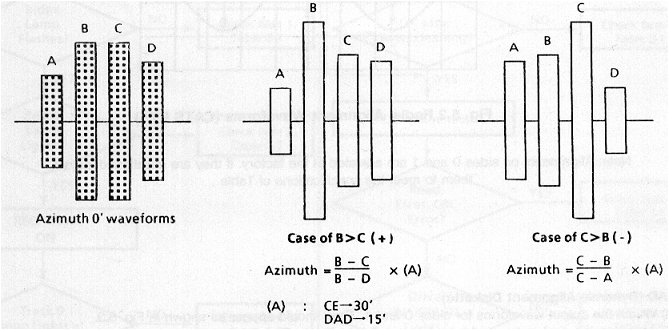 B
C
B
C
D
B
A
D
C
D
A
A
Azimuth 0' waveforms
Case of B>C (+)
Case of C>B (-)
Azimuth = B - C / B - D × (A)
Azimuth = C - B / C - A × (A)
(A) : CE→30'
DAD→15'